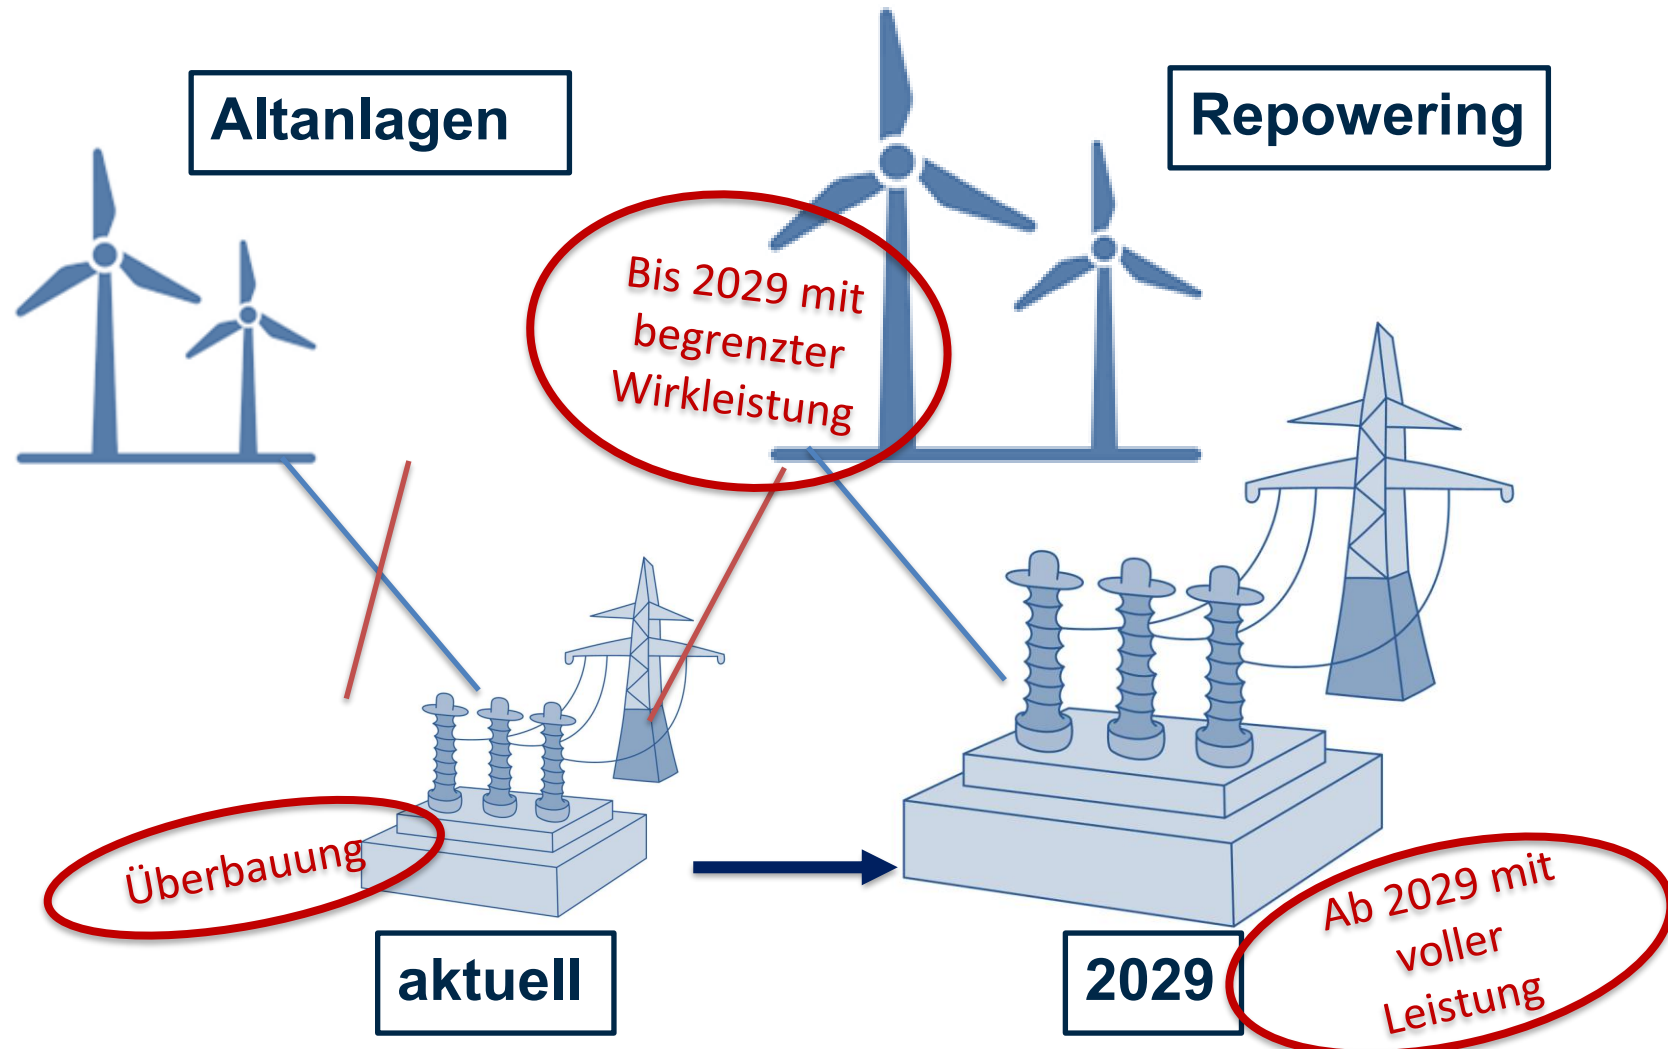 Altanlagen
Repowering
Bis 2029 mit
begrenzter
Wirkleistung
Überbauung
aktuell
2029
Ab 2029 mit
voller
Leistung